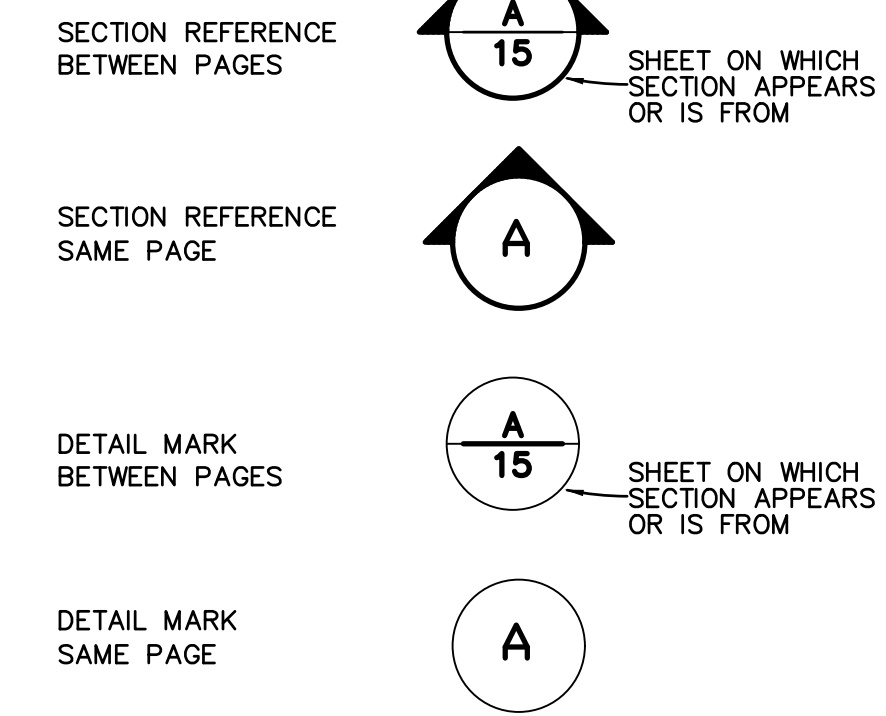 SECTION REFERENCE
BETWEEN PAGES
A
15
SHEET ON WHICH
SECTION APPEARS
OR IS FROM
SECTION REFERENCE
SAME PAGE
A
DETAIL MARK
BETWEEN PAGES
A
15
SHEET ON WHICH
SECTION APPEARS
OR IS FROM
DETAIL MARK
SAME PAGE
A